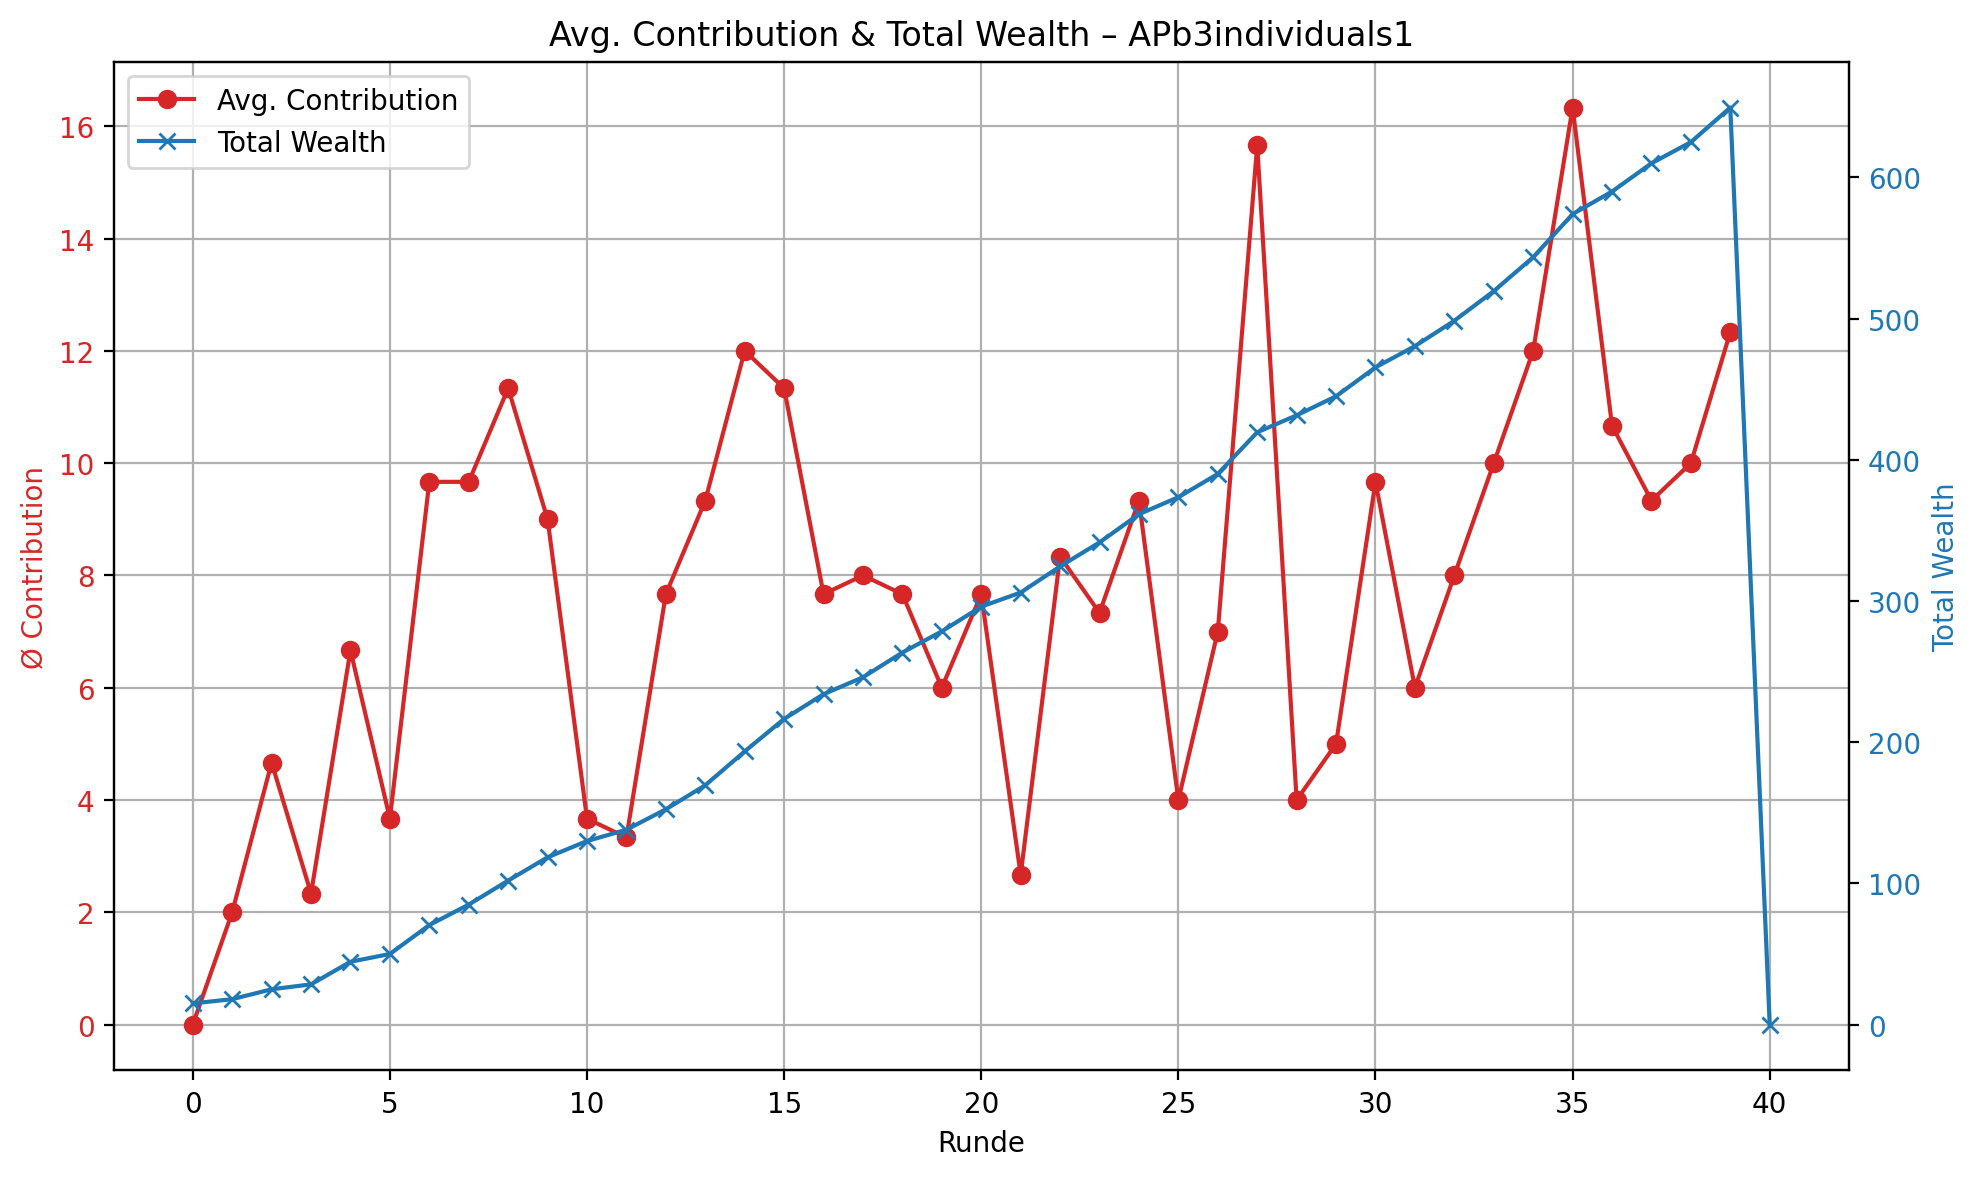 Avg. Contribution & Total Wealth – APb3individuals1
Avg. Contribution
Total Wealth
16
14
12
10
8
6
4
2
0
Ø Contribution
600
500
400
300
200
100
0
Total Wealth
0 5 10 15 20 25 30 35 40
Runde